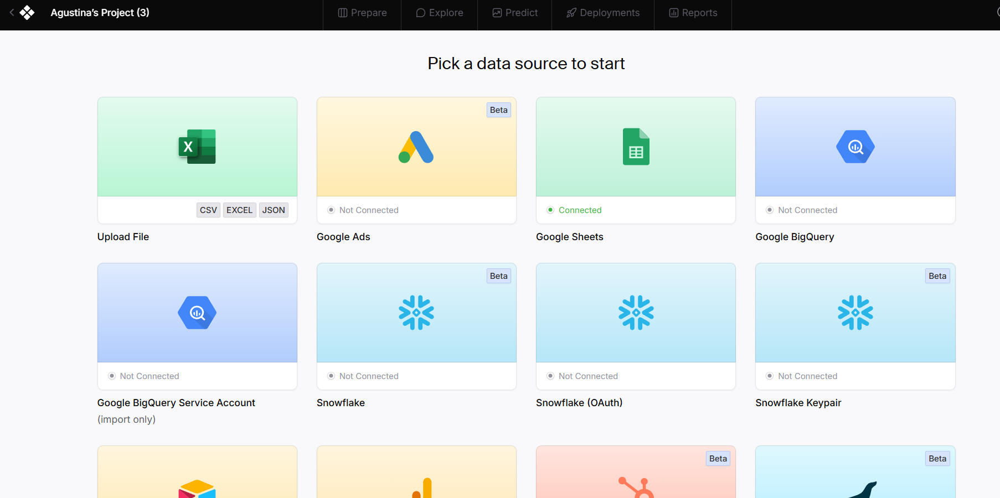 Agustina's Project (3)
Prepare
Explore
Predict
Deployments
Reports
Pick a data source to start
X
CSV EXCEL JSON
Upload File
Beta
Not Connected
Google Ads
Connected
Google Sheets
Not Connected
Google BigQuery
Not Connected
Google BigQuery Service Account
(import only)
Beta
Not Connected
Snowflake
Not Connected
Snowflake (OAuth)
Beta
Not Connected
Snowflake Keypair
Beta
Beta